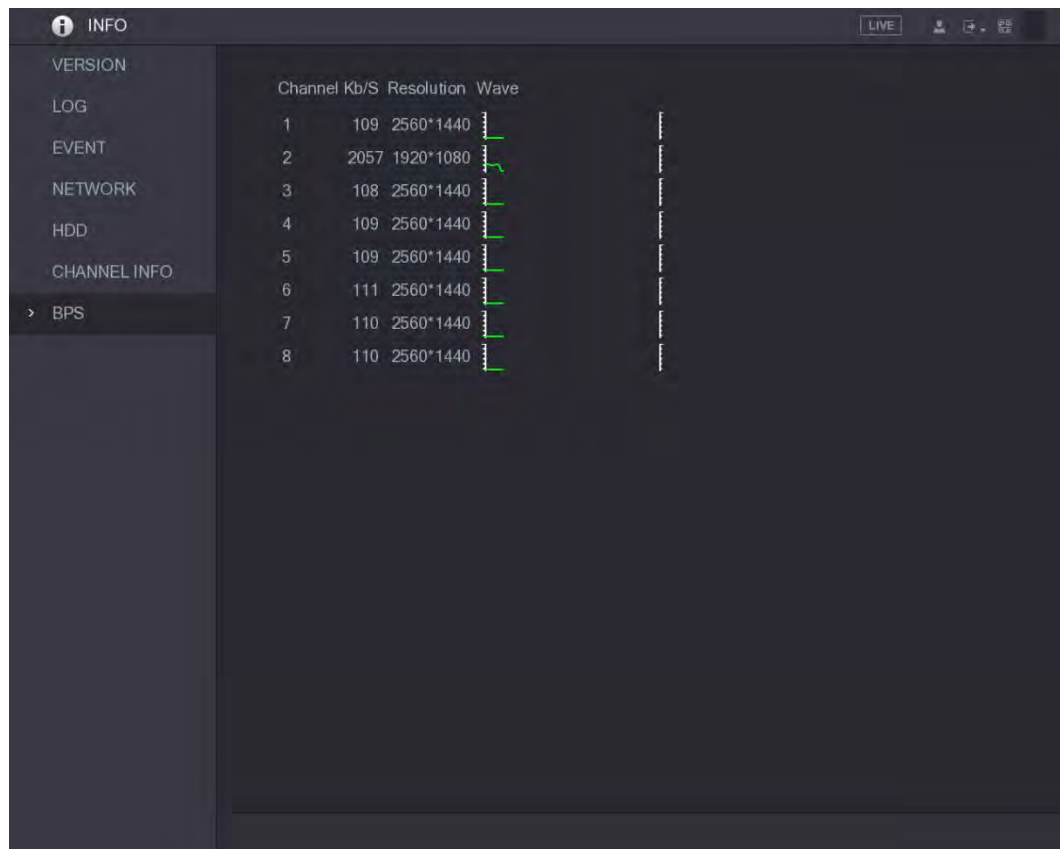 INFO
LIVE
VERSION
LOG
EVENT
NETWORK
HDD
CHANNEL INFO
BPS
Channel Kb/S Resolution Wave
1 109 2560*1440
2 2057 1920*1080
3 108 2560*1440
4 109 2560*1440
5 109 2560*1440
6 111 2560*1440
7 110 2560*1440
8 110 2560*1440